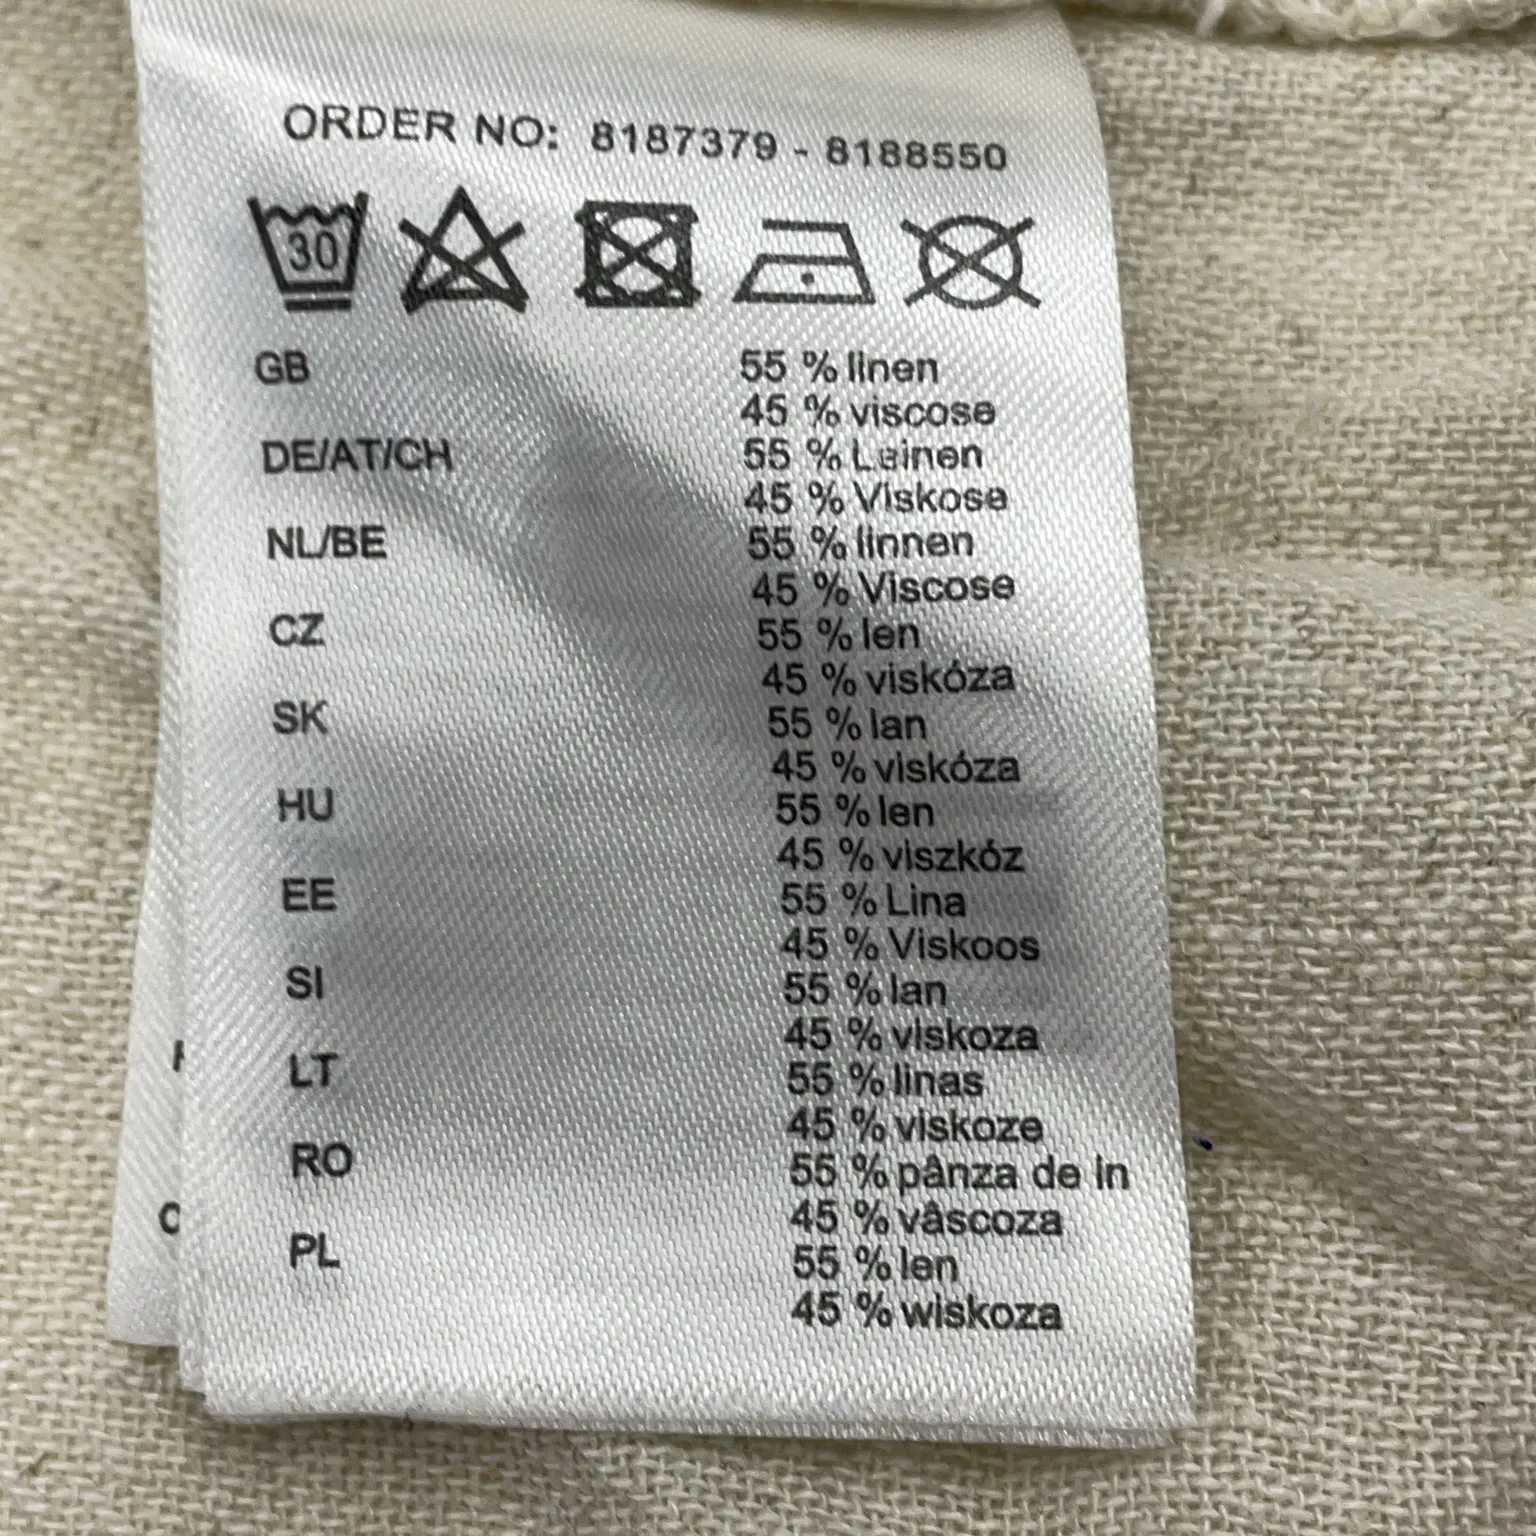 ORDER NO: 8187379 - 8188550
30
GB 55 % linen
45 % viscose
DE/AT/CH 55 % Leinen
45 % Viskose
NL/BE 55 % linnen
45 % Viscose
CZ 55 % len
45 % viskóza
SK 55 % lan
45 % viskóza
HU 55 % len
45 % viszkóz
EE 55 % Lina
45 % Viskoos
SI 55 % lan
45 % viskoza
LT 55 % linas
45 % viskoze
RO 55 % pânza de in
45 % vâscoza
PL 55 % len
45 % wiskoza